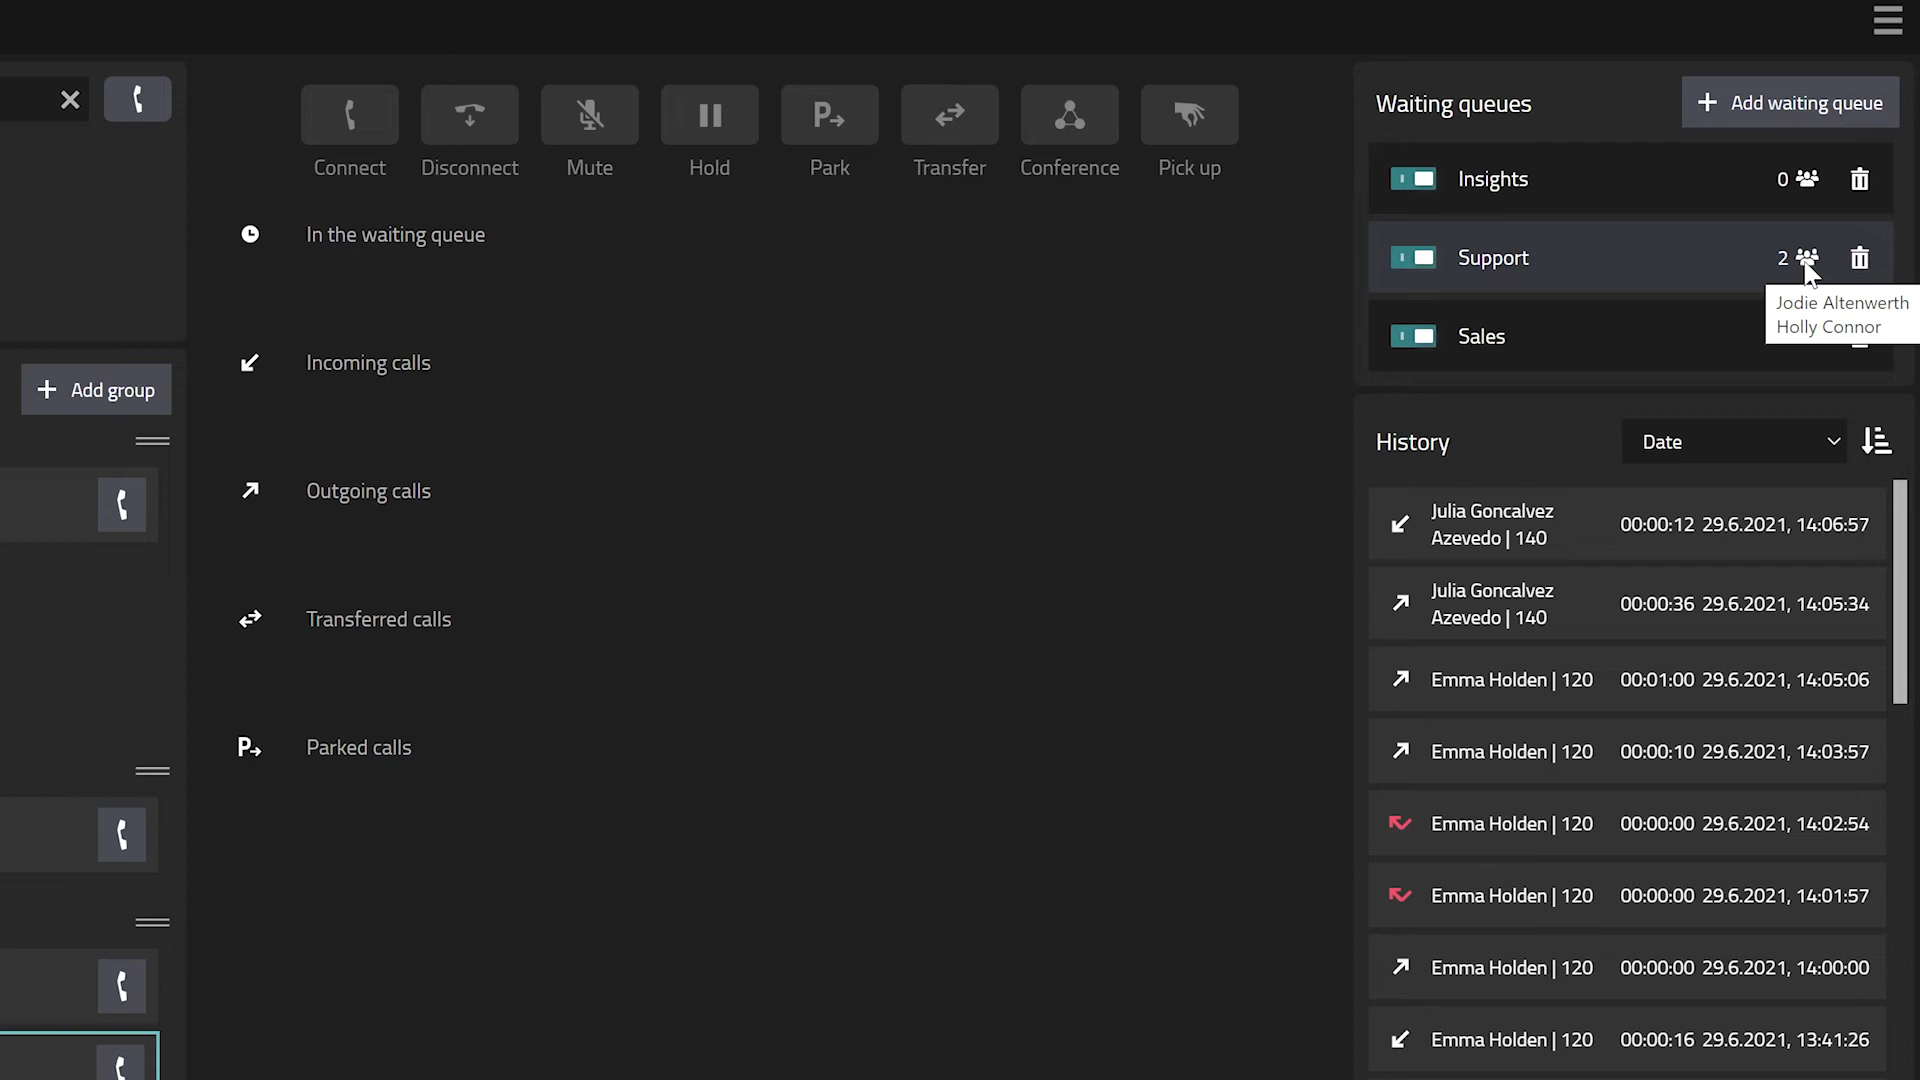 Connect
Disconnect
Mute
Hold
Park
Transfer
Conference
Pick up
Add group
In the waiting queue
Incoming calls
Outgoing calls
Transferred calls
Parked calls
Waiting queues
Add waiting queue
Insights
0
Support
2
Jodie Altenwerth
Holly Connor
Sales
History
Date
Julia Goncalvez
Azevedo | 140
00:00:12 29.6.2021, 14:06:57
Julia Goncalvez
Azevedo | 140
00:00:36 29.6.2021, 14:05:34
Emma Holden | 120 00:01:00 29.6.2021, 14:05:06
Emma Holden | 120 00:00:10 29.6.2021, 14:03:57
Emma Holden | 120 00:00:00 29.6.2021, 14:02:54
Emma Holden | 120 00:00:00 29.6.2021, 14:01:57
Emma Holden | 120 00:00:00 29.6.2021, 14:00:00
Emma Holden | 120 00:00:16 29.6.2021, 13:41:26